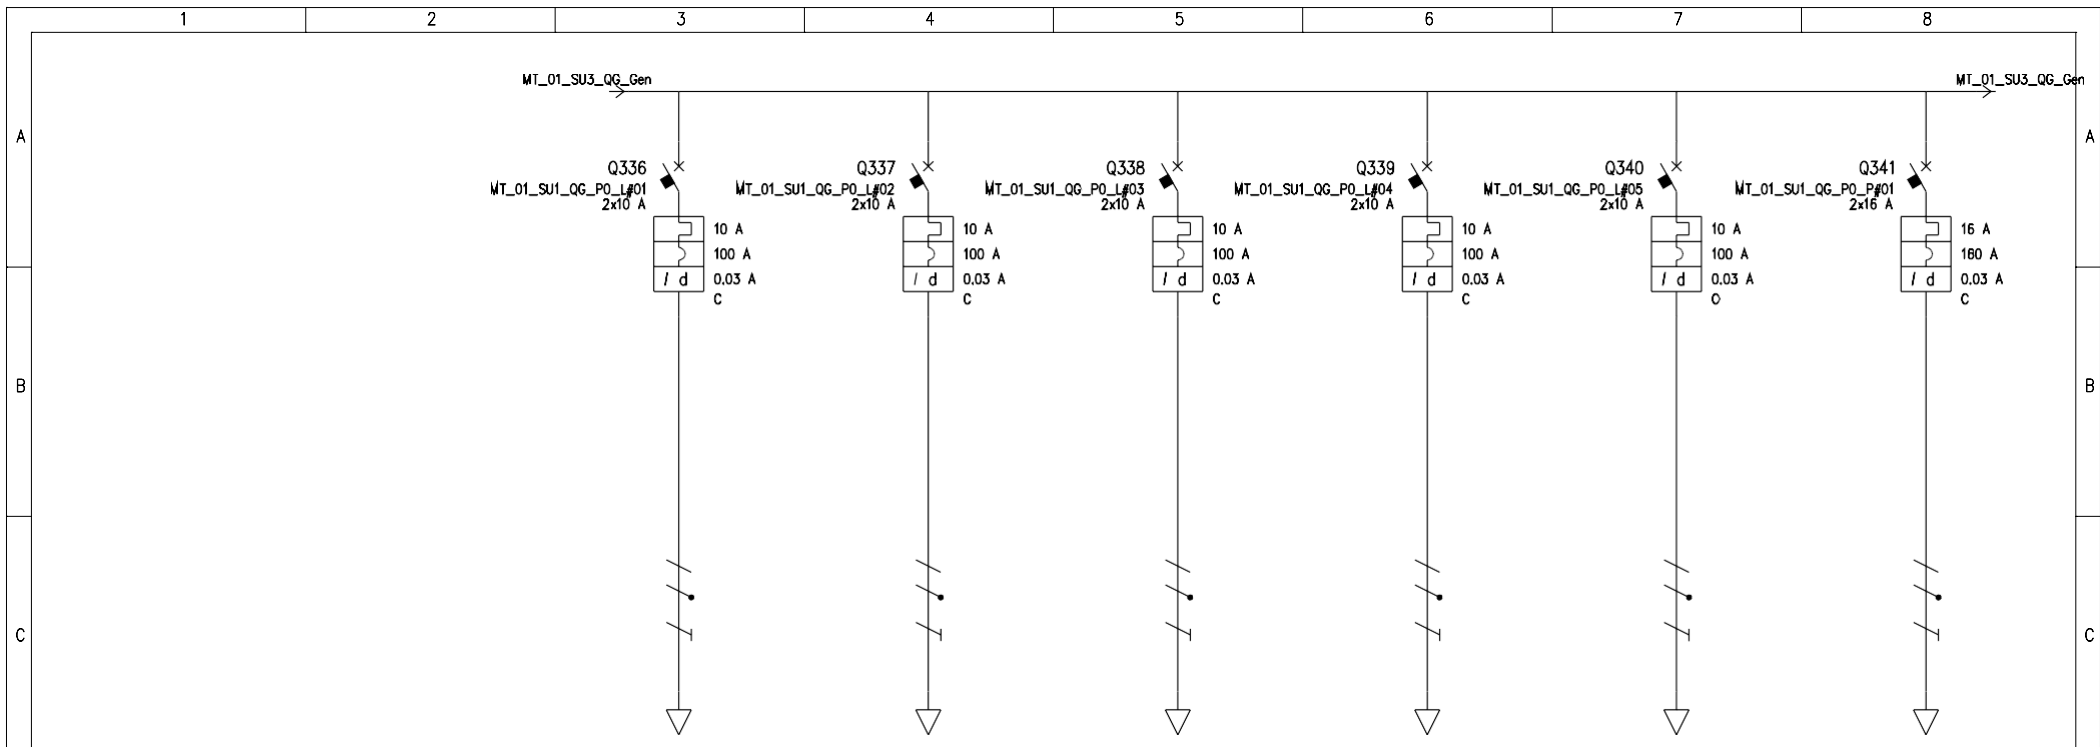 1 2 3 4 5 6 7 8
MT_01_SU3_QG_Gen MT_01_SU3_QG_Gen
A A
Q336 Q337 Q338 Q339 Q340 Q341
MT_01_SU1_QG_P0_L#01 MT_01_SU1_QG_P0_L#02 MT_01_SU1_QG_P0_L#03 MT_01_SU1_QG_P0_L#04 MT_01_SU1_QG_P0_L#05 MT_01_SU1_QG_P0_P#01
2x10 A 2x10 A 2x10 A 2x10 A 2x10 A 2x16 A
10 A 10 A 10 A 10 A 10 A 16 A
100 A 100 A 100 A 100 A 100 A 160 A
I d 0.03 A I d 0.03 A I d 0.03 A I d 0.03 A I d 0.03 A I d 0.03 A
C C C C C C
B B
C C